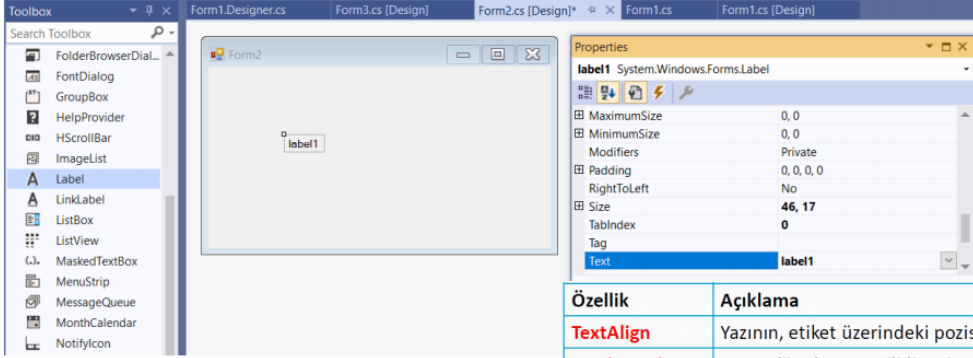 Toolbox
Form1.Designer.cs
Form3.cs [Design]
Form2.cs [Design]*
Form1.cs
Form1.cs [Design]
Search Toolbox
FolderBrowserDial...
FontDialog
GroupBox
HelpProvider
HScrollBar
ImageList
Label
LinkLabel
ListBox
ListView
MaskedTextBox
MenuStrip
MessageQueue
MonthCalendar
NotifyIcon
Form2
label1
Properties
label1 System.Windows.Forms.Label
MaximumSize 0, 0
MinimumSize 0, 0
Modifiers Private
Padding 0, 0, 0, 0
RightToLeft No
Size 46, 17
TabIndex 0
Tag
Text label1
Özellik Açıklama
TextAlign Yazının, etiket üzerindeki